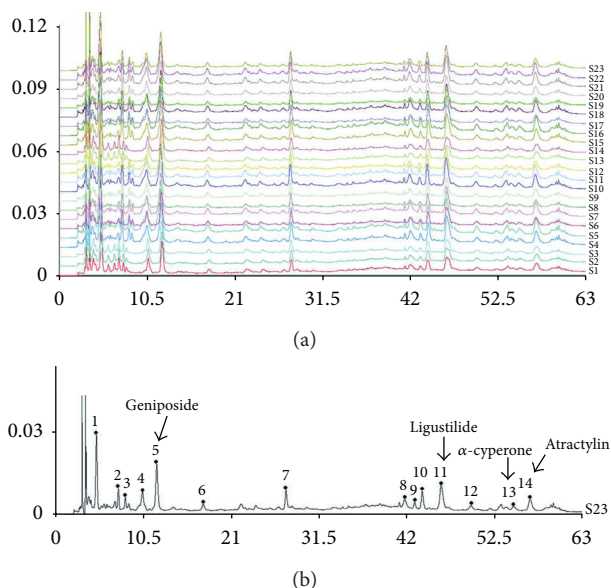 0.12
0.09
0.06
0.03
0
S23
S22
S21
S20
S19
S18
S17
S16
S15
S14
S13
S12
S11
S10
S9
S8
S7
S6
S5
S4
S3
S2
S1
0 10.5 21 31.5 42 52.5 63
(a)
0.03
0
1 2 3 4 5 6 7 8 9 10 11 12 13 14
Geniposide
Ligustilide
α-cyperone
Atractylin
S23
0 10.5 21 31.5 42 52.5 63
(b)